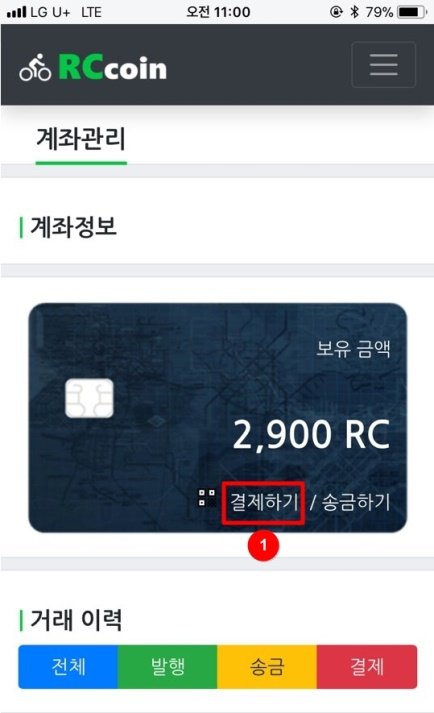 LG U+ LTE 오전 11:00 79%
RCcoin
계좌관리
계좌정보
보유 금액
2,900 RC
결제하기 / 송금하기
1
거래 이력
전체 발행 송금 결제